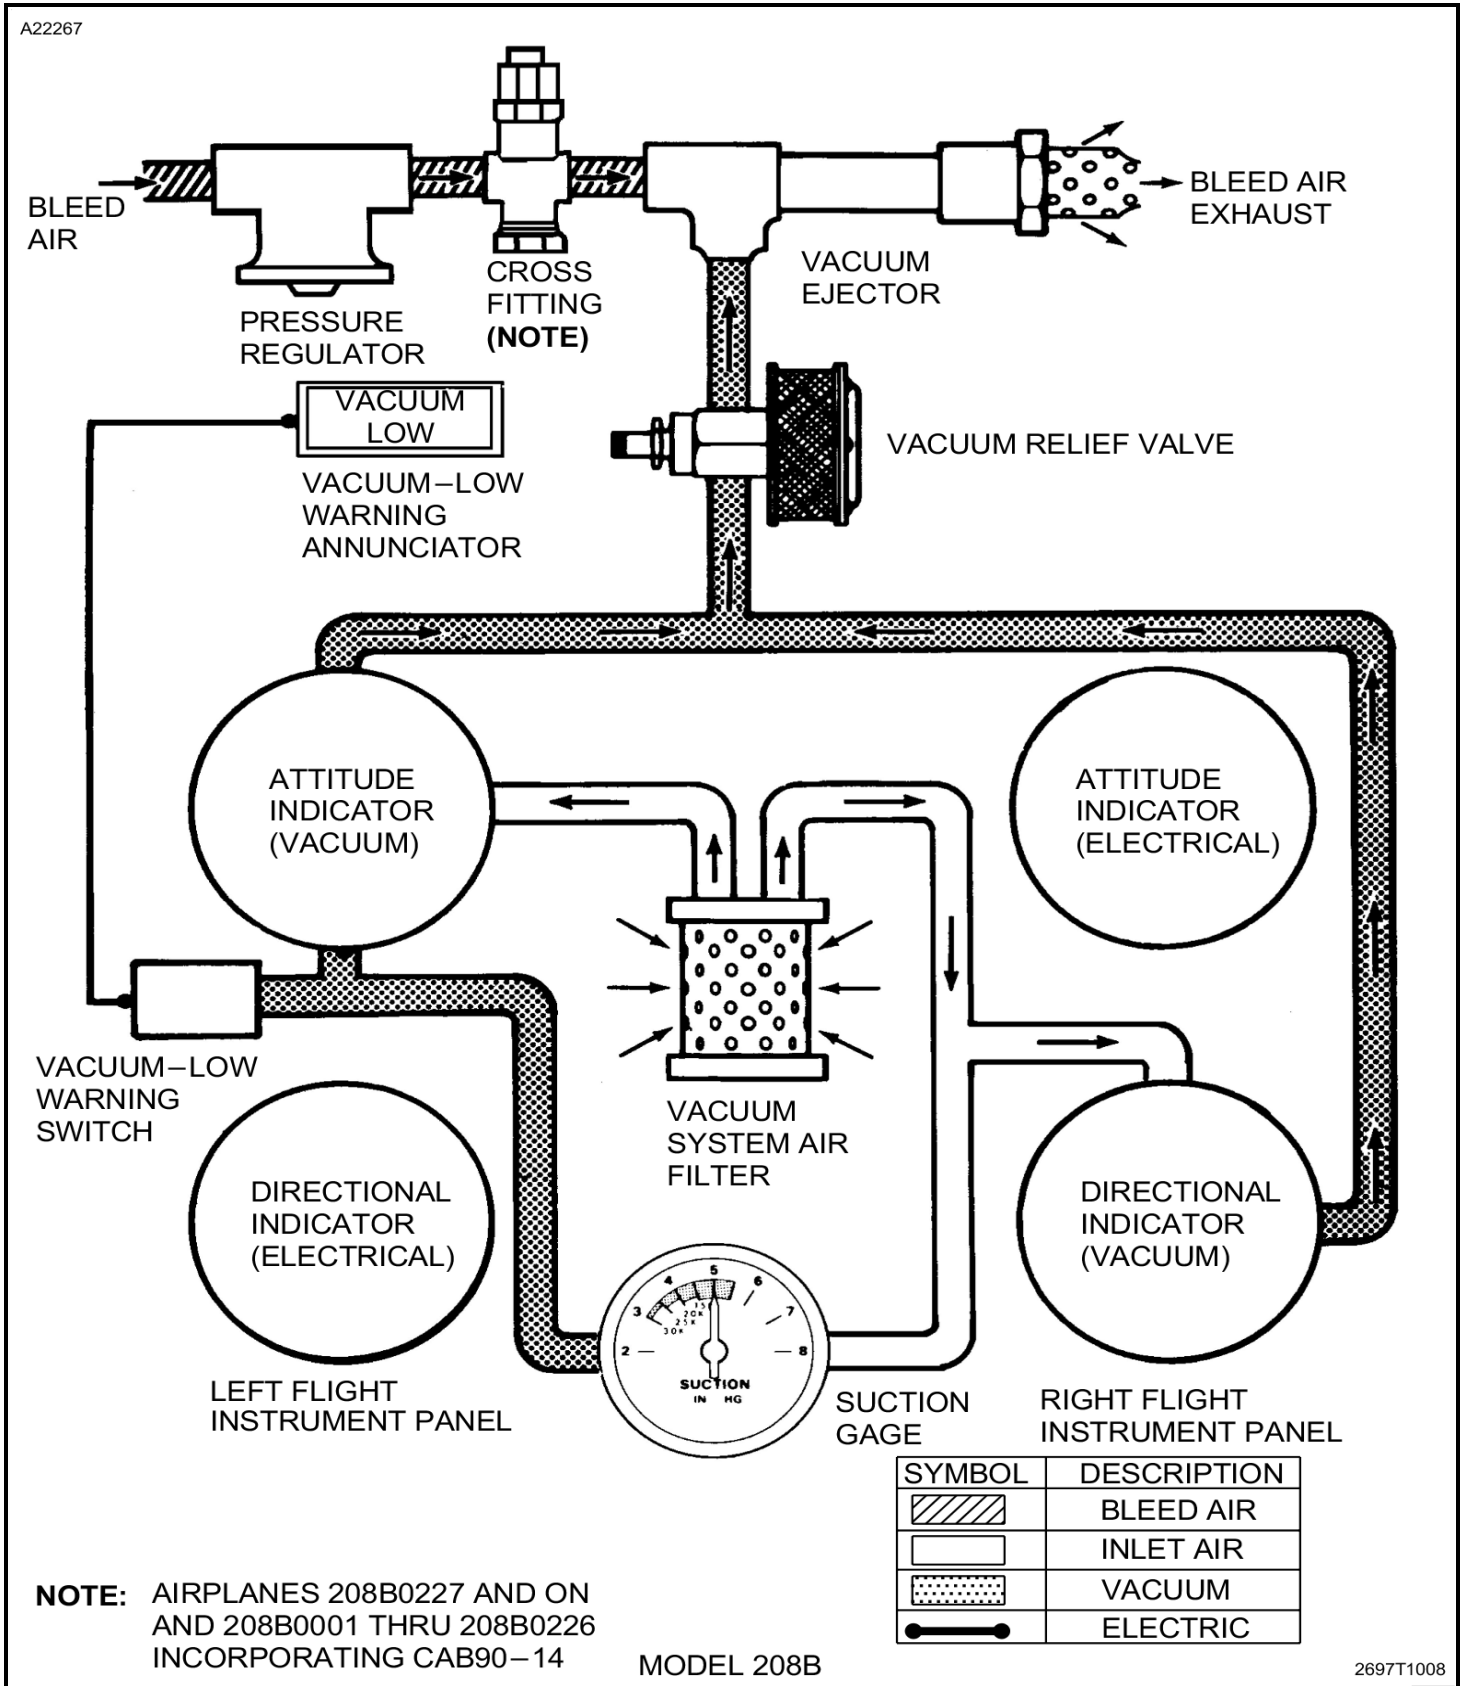 A22267
BLEED
AIR
PRESSURE
REGULATOR
CROSS
FITTING
(NOTE)
VACUUM
EJECTOR
BLEED AIR
EXHAUST
VACUUM
LOW
VACUUM–LOW
WARNING
ANNUNCIATOR
VACUUM RELIEF VALVE
ATTITUDE
INDICATOR
(VACUUM)
ATTITUDE
INDICATOR
(ELECTRICAL)
VACUUM–LOW
WARNING
SWITCH
VACUUM
SYSTEM AIR
FILTER
DIRECTIONAL
INDICATOR
(ELECTRICAL)
DIRECTIONAL
INDICATOR
(VACUUM)
2 3 4 5 6 7 8
15K
20K
25K
30K
SUCTION
IN HG
LEFT FLIGHT
INSTRUMENT PANEL
SUCTION
GAGE
RIGHT FLIGHT
INSTRUMENT PANEL
SYMBOL DESCRIPTION
BLEED AIR
INLET AIR
VACUUM
ELECTRIC
NOTE: AIRPLANES 208B0227 AND ON
AND 208B0001 THRU 208B0226
INCORPORATING CAB90–14
MODEL 208B
2697T1008